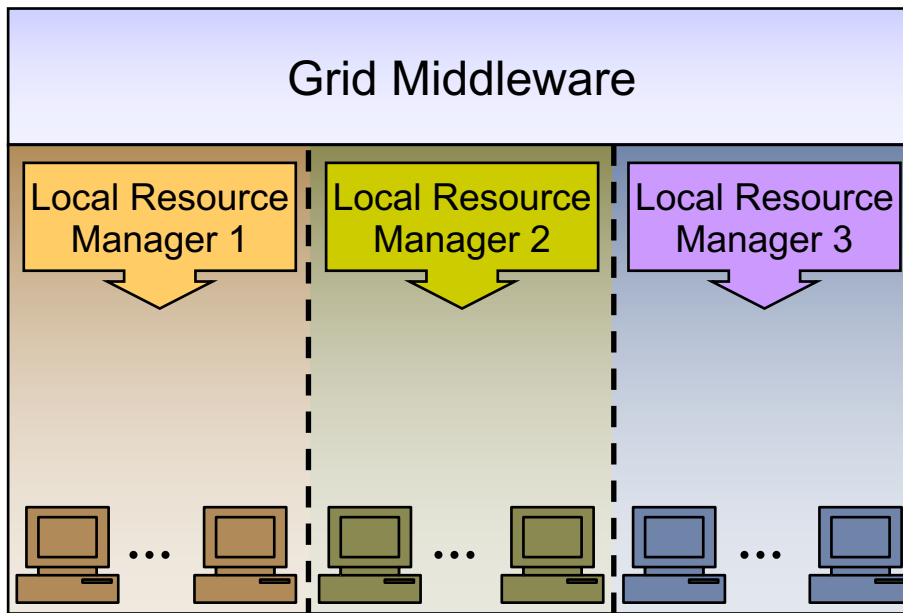 Grid Middleware
Local Resource
Manager 1
Local Resource
Manager 2
Local Resource
Manager 3
...
...
...